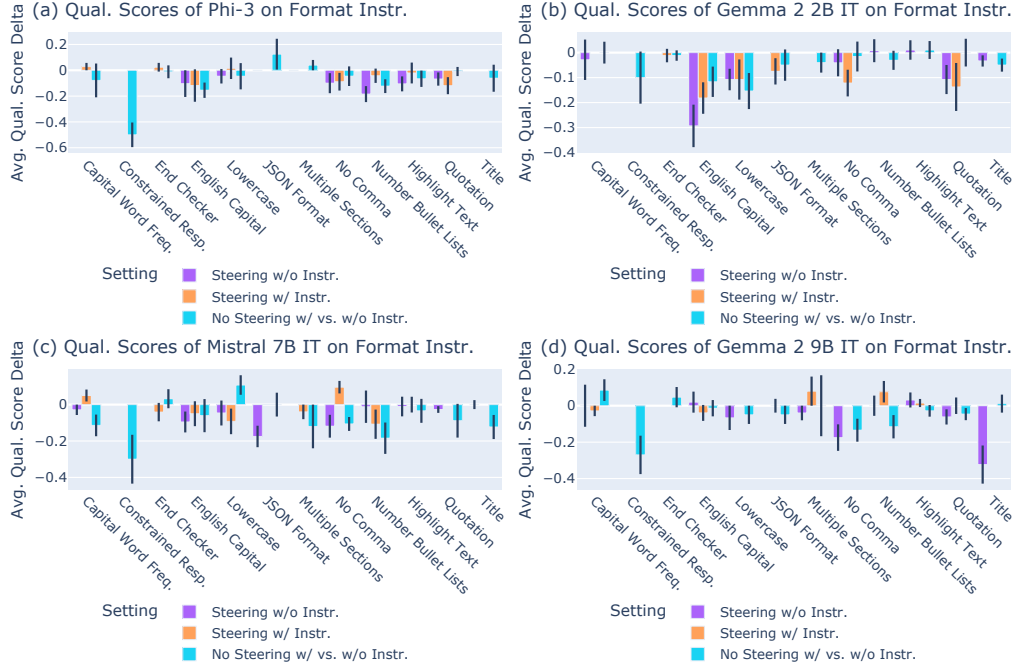 (a) Qual. Scores of Phi-3 on Format Instr.
Avg. Qual. Score Delta
0.2
0
−0.2
−0.4
−0.6
Capital Word Freq.
Constrained Resp.
End Checker
English Capital
Lowercase
JSON Format
Multiple Sections
No Comma
Number Bullet Lists
Highlight Text
Quotation
Title
Setting
Steering w/o Instr.
Steering w/ Instr.
No Steering w/ vs. w/o Instr.
(b) Qual. Scores of Gemma 2 2B IT on Format Instr.
Avg. Qual. Score Delta
0
−0.1
−0.2
−0.3
−0.4
Capital Word Freq.
Constrained Resp.
End Checker
English Capital
Lowercase
JSON Format
Multiple Sections
No Comma
Number Bullet Lists
Highlight Text
Quotation
Title
Setting
Steering w/o Instr.
Steering w/ Instr.
No Steering w/ vs. w/o Instr.
(c) Qual. Scores of Mistral 7B IT on Format Instr.
Avg. Qual. Score Delta
0
−0.2
−0.4
Capital Word Freq.
Constrained Resp.
End Checker
English Capital
Lowercase
JSON Format
Multiple Sections
No Comma
Number Bullet Lists
Highlight Text
Quotation
Title
Setting
Steering w/o Instr.
Steering w/ Instr.
No Steering w/ vs. w/o Instr.
(d) Qual. Scores of Gemma 2 9B IT on Format Instr.
Avg. Qual. Score Delta
0.2
0
−0.2
−0.4
Capital Word Freq.
Constrained Resp.
End Checker
English Capital
Lowercase
JSON Format
Multiple Sections
No Comma
Number Bullet Lists
Highlight Text
Quotation
Title
Setting
Steering w/o Instr.
Steering w/ Instr.
No Steering w/ vs. w/o Instr.